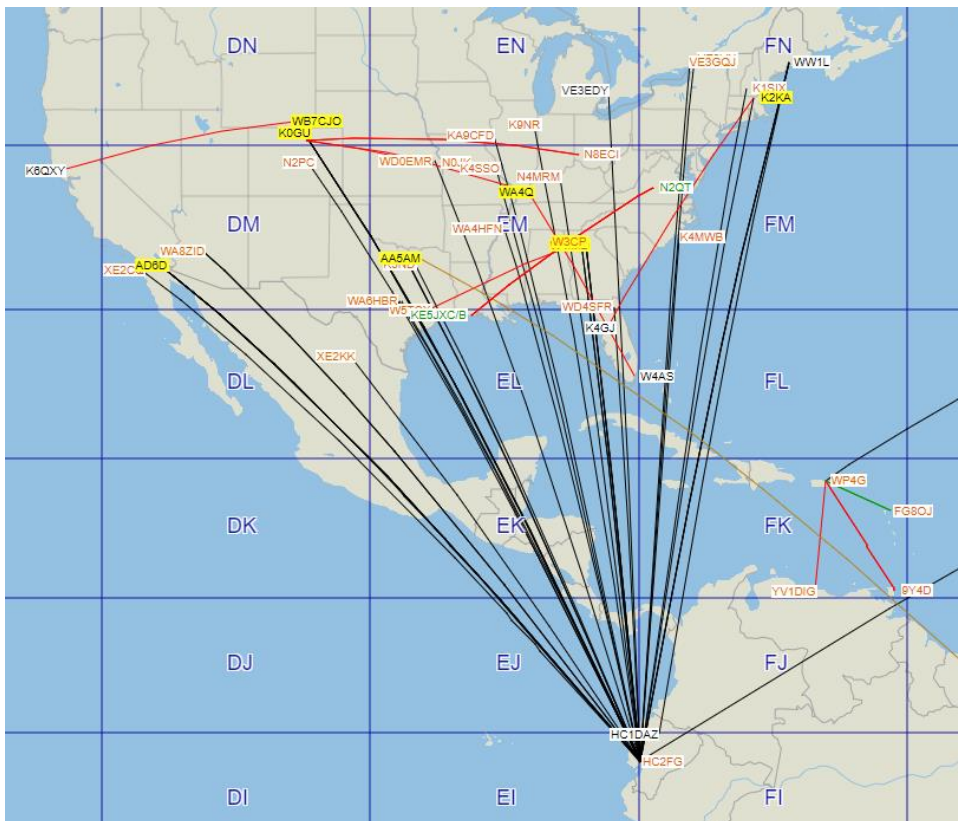 DN
EN
FN
VE3GQJ
WW1L
VE3EDY
K1SIX
K2KA
WB7CJO
K0GU
K9NR
KA9CFD
N8ECI
K6QXY
N2PC
WD0EMR
K4SSO
N4MRM
WA4Q
N2QT
DM
EM
FM
WA4HFN
K4MWB
W3CP
WA8ZID
AD6D
AA5AM
WA6HBR
KE5JXC/B
WD4SFR
K4GJ
XE2KK
DL
EL
FL
W4AS
WP4G
FG8OJ
DK
EK
FK
YV1DIG
9Y4D
DJ
EJ
FJ
HC1DAZ
HC2FG
DI
EI
FI